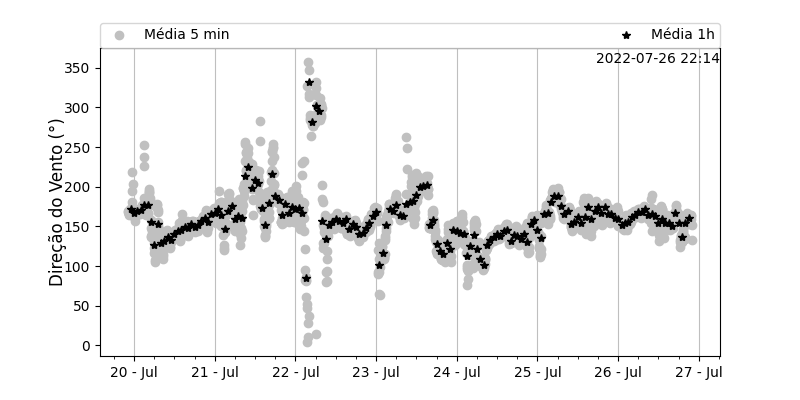 Média 5 min
Média 1h
2022-07-26 22:14
Direção do Vento (°)
350
300
250
200
150
100
50
0
20 - Jul
21 - Jul
22 - Jul
23 - Jul
24 - Jul
25 - Jul
26 - Jul
27 - Jul